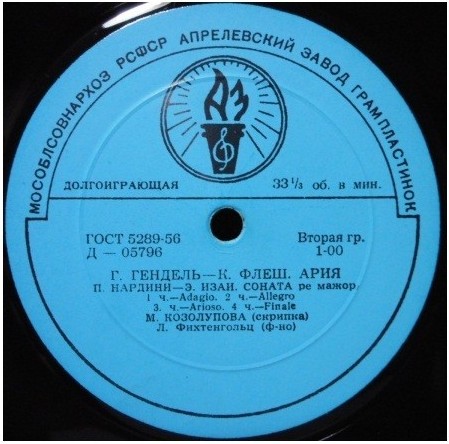 МОСОБЛСОВНАРХОЗ РСФСР АПРЕЛЕВСКИЙ ЗАВОД ГРАМПЛАСТИНОК
АЗ
ДОЛГОИГРАЮЩАЯ 33⅓ об. в мин.
ГОСТ 5289-56 Вторая гр.
Д — 05796 1-00
Г. ГЕНДЕЛЬ—К. ФЛЕШ. АРИЯ
П. НАРДИНИ—Э. ИЗАИ. СОНАТА ре мажор
1 ч.—Adagio. 2 ч.—Allegro
3. ч.—Arioso. 4 ч.—Finale
М. КОЗОЛУПОВА (скрипка)
Л. Фихтенгольц (ф-но)